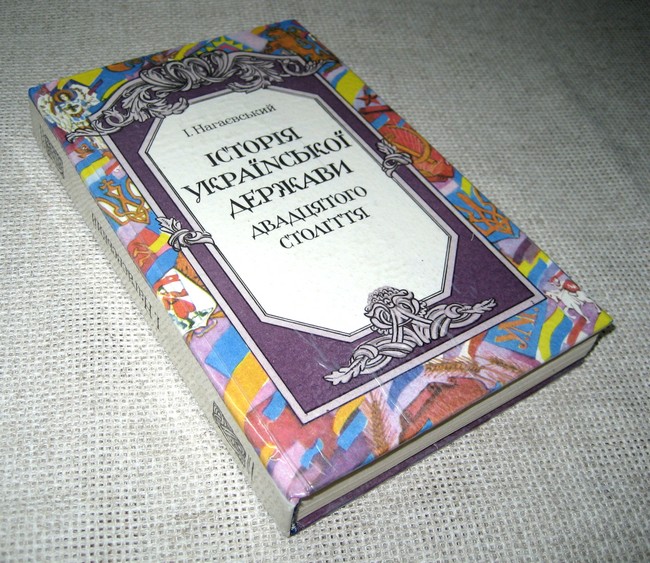 І. Нагаєвський
ІСТОРІЯ
УКРАЇНСЬКОЇ
ДЕРЖАВИ
ДВАДЦЯТОГО
СТОЛІТТЯ